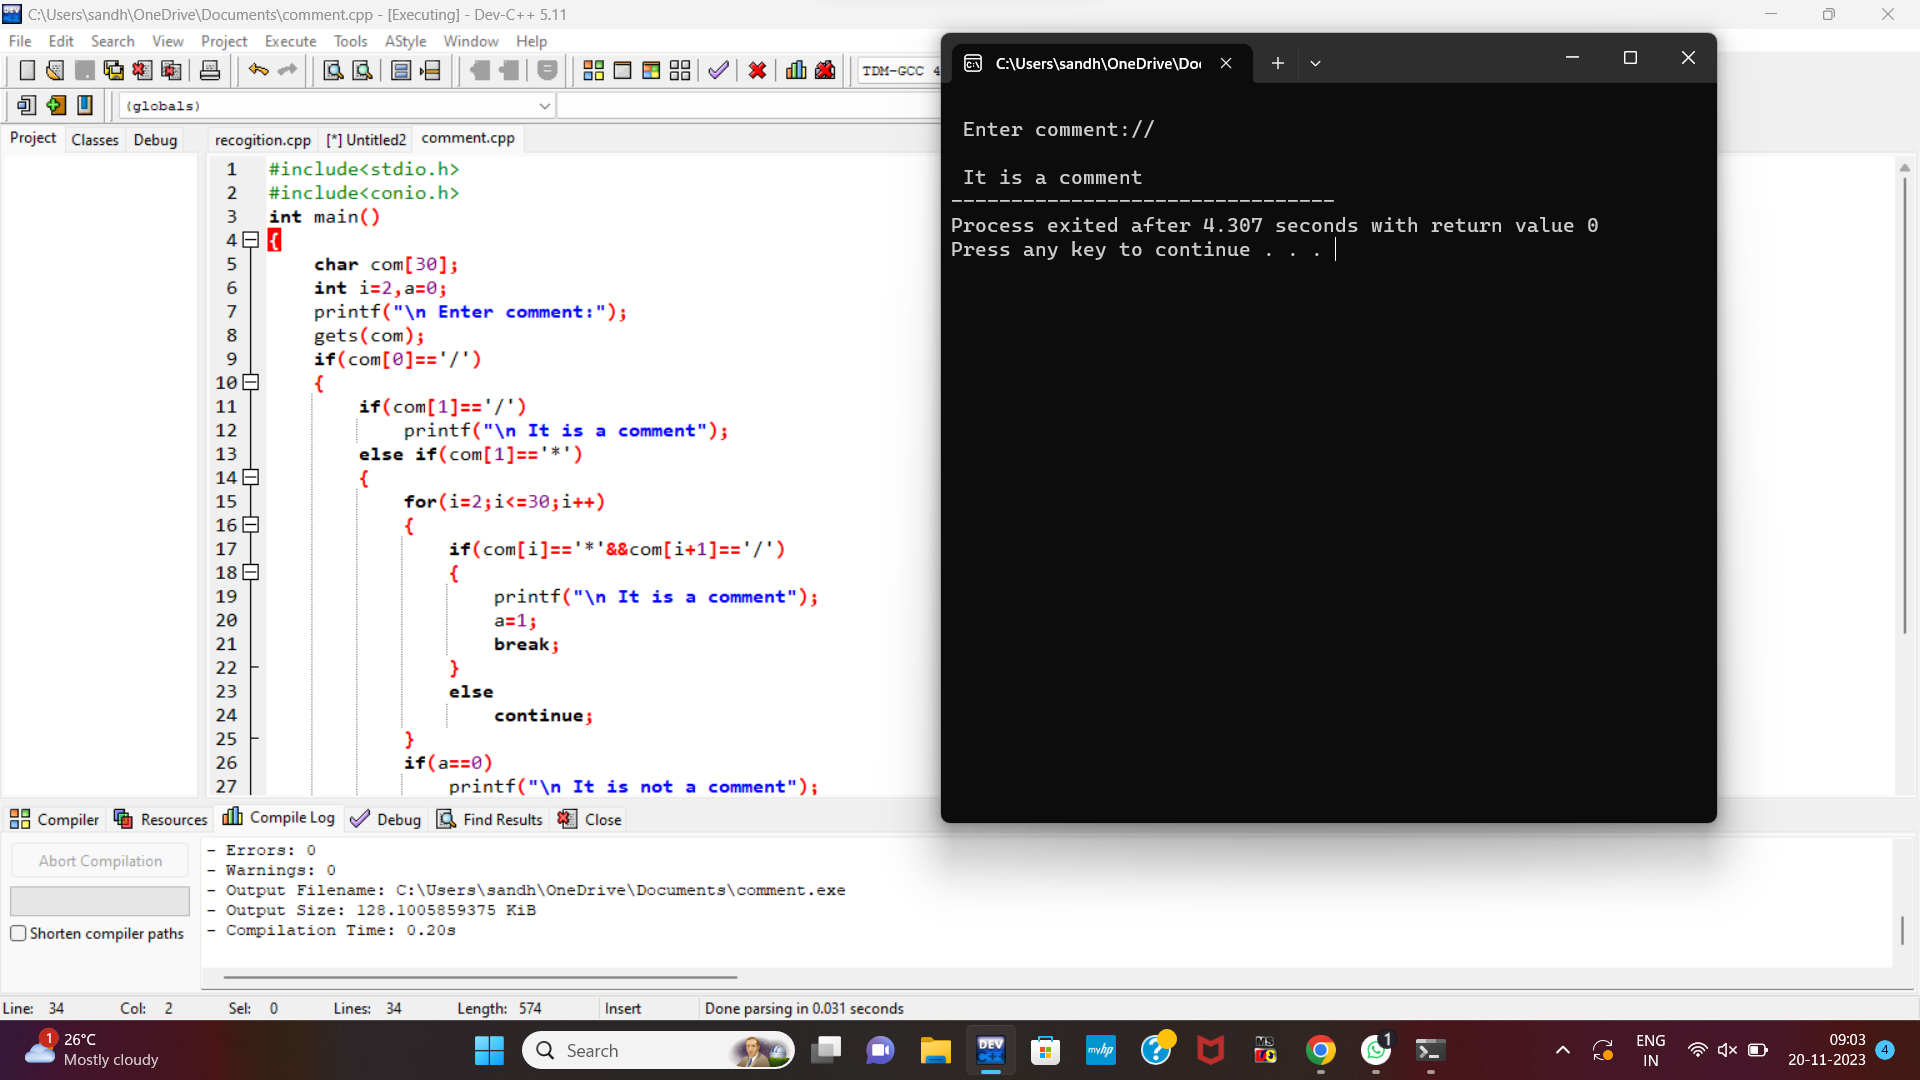 C:\Users\sandh\OneDrive\Documents\comment.cpp - [Executing] - Dev-C++ 5.11
File Edit Search View Project Execute Tools AStyle Window Help
TDM-GCC 4
(globals)
Project Classes Debug
recogition.cpp [*] Untitled2 comment.cpp
1 #include<stdio.h>
2 #include<conio.h>
3 int main()
4 {
5 char com[30];
6 int i=2,a=0;
7 printf("\n Enter comment:");
8 gets(com);
9 if(com[0]=='/')
10 {
11 if(com[1]=='/')
12 printf("\n It is a comment");
13 else if(com[1]=='*')
14 {
15 for(i=2;i<=30;i++)
16 {
17 if(com[i]=='*'&&com[i+1]=='/')
18 {
19 printf("\n It is a comment");
20 a=1;
21 break;
22 }
23 else
24 continue;
25 }
26 if(a==0)
27 printf("\n It is not a comment");
C:\Users\sandh\OneDrive\Do
Enter comment://
It is a comment
--------------------------------
Process exited after 4.307 seconds with return value 0
Press any key to continue . . .
Compiler Resources Compile Log Debug Find Results Close
Abort Compilation
Shorten compiler paths
- Errors: 0
- Warnings: 0
- Output Filename: C:\Users\sandh\OneDrive\Documents\comment.exe
- Output Size: 128.1005859375 KiB
- Compilation Time: 0.20s
Line: 34 Col: 2 Sel: 0 Lines: 34 Length: 574 Insert Done parsing in 0.031 seconds
1
26°C
Mostly cloudy
Search
DEV C++
myhp
MS
1
ENG
IN
09:03
20-11-2023
4